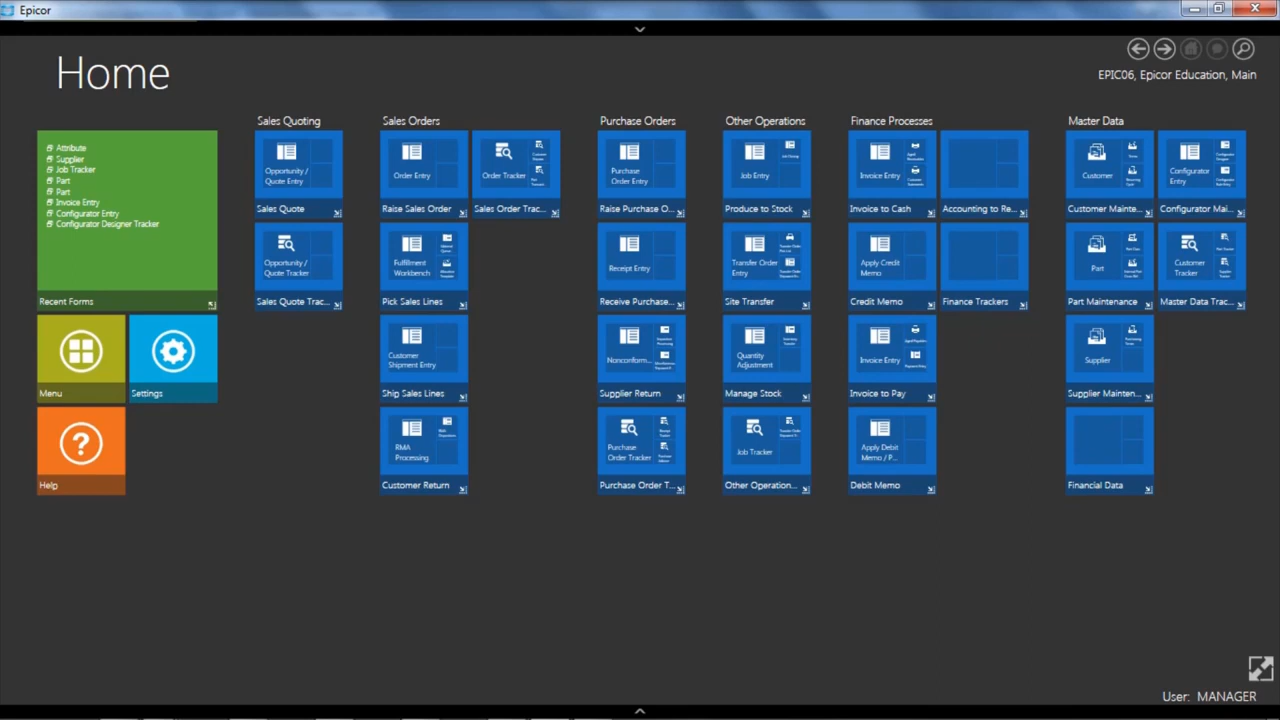 Epicor
Home
EPIC06, Epicor Education, Main
Attribute
Supplier
Job Tracker
Part
Part
Invoice Entry
Configurator Entry
Configurator Designer Tracker
Recent Forms
Menu
Settings
Help
Sales Quoting
Opportunity /
Quote Entry
Sales Quote
Opportunity /
Quote Tracker
Sales Quote Trac...
Sales Orders
Order Entry
Raise Sales Order
Order Tracker
Sales Order Trac...
Fulfillment
Workbench
Pick Sales Lines
Customer
Shipment Entry
Ship Sales Lines
RMA
Processing
Customer Return
Purchase Orders
Purchase
Order Entry
Raise Purchase O...
Receipt Entry
Receive Purchase...
Nonconform...
Supplier Return
Purchase
Order Tracker
Purchase Order T...
Other Operations
Job Entry
Produce to Stock
Transfer Order
Entry
Site Transfer
Quantity
Adjustment
Manage Stock
Job Tracker
Other Operation...
Finance Processes
Invoice Entry
Invoice to Cash
Accounting to Re...
Apply Credit
Memo
Credit Memo
Finance Trackers
Invoice Entry
Invoice to Pay
Apply Debit
Memo / P...
Debit Memo
Master Data
Customer
Customer Mainte...
Configurator
Entry
Configurator Mai...
Part
Part Maintenance
Customer
Tracker
Master Data Trac...
Supplier
Supplier Mainten...
Financial Data
User: MANAGER